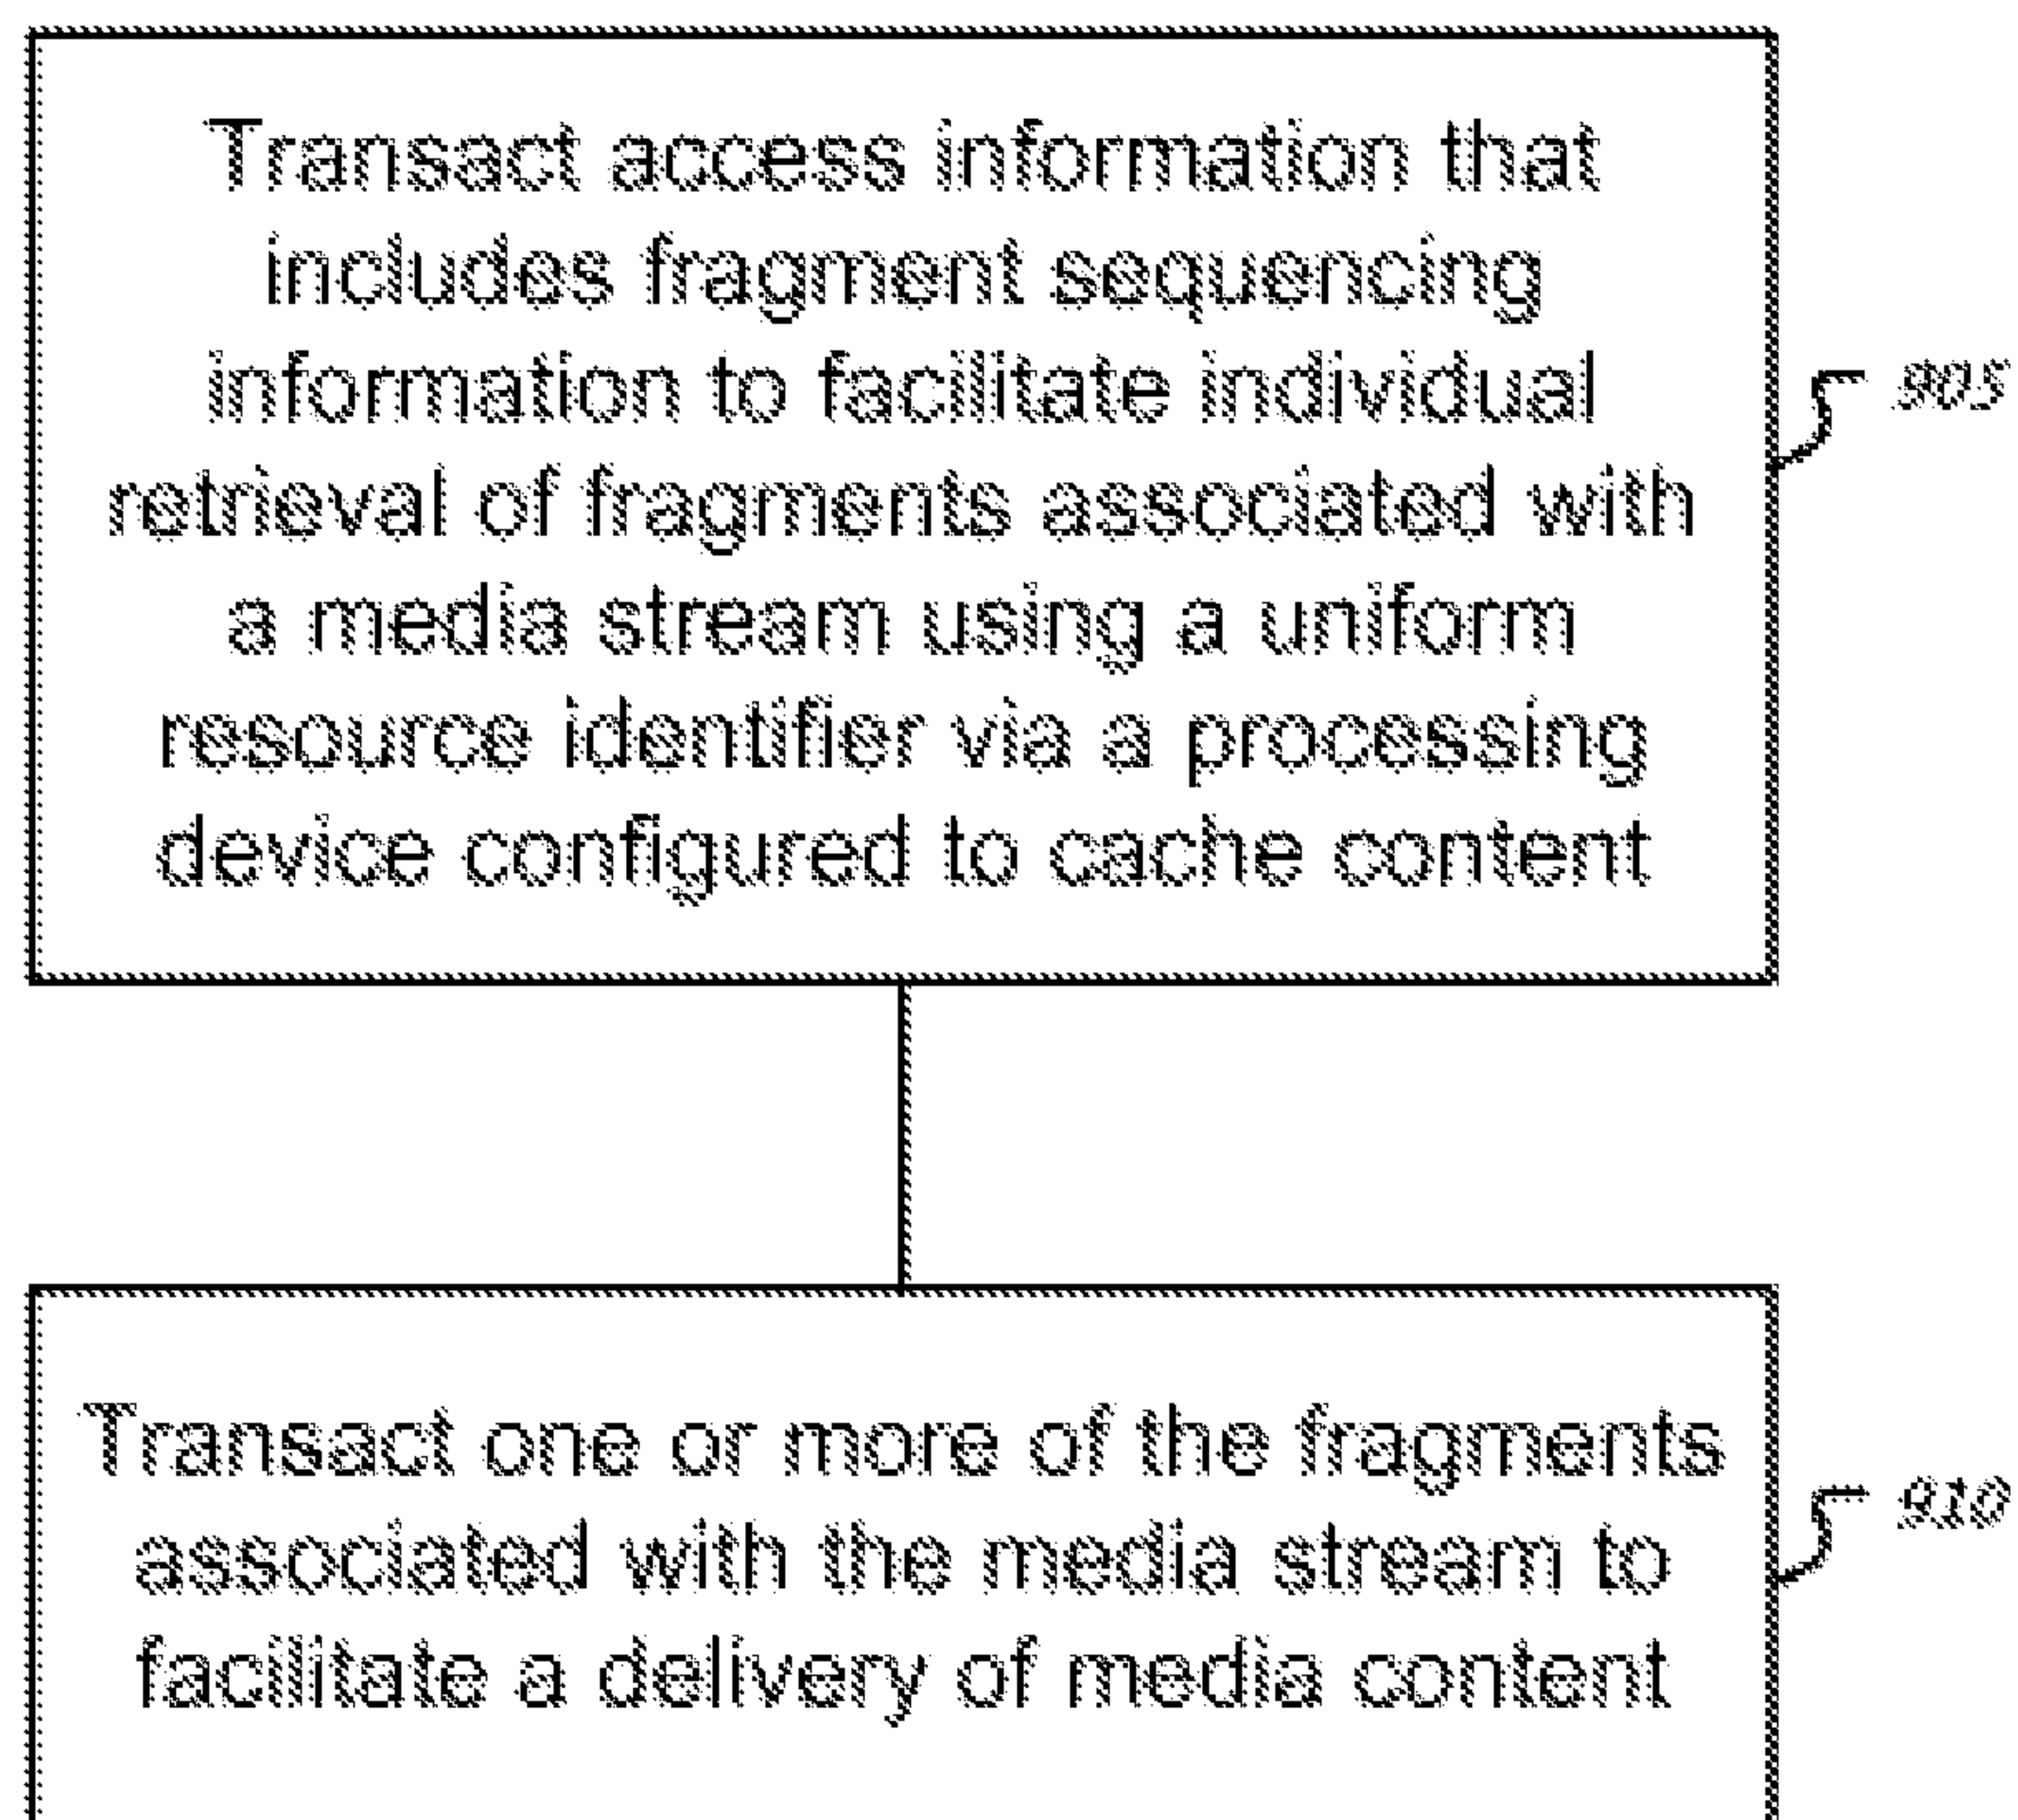 Transact access information that
includes fragment sequencing
information to facilitate individual
retrieval of fragments associated with
a media stream using a uniform
resource identifier via a processing
device configured to cache content
905
Transact one or more of the fragments
associated with the media stream to
facilitate a delivery of media content
910